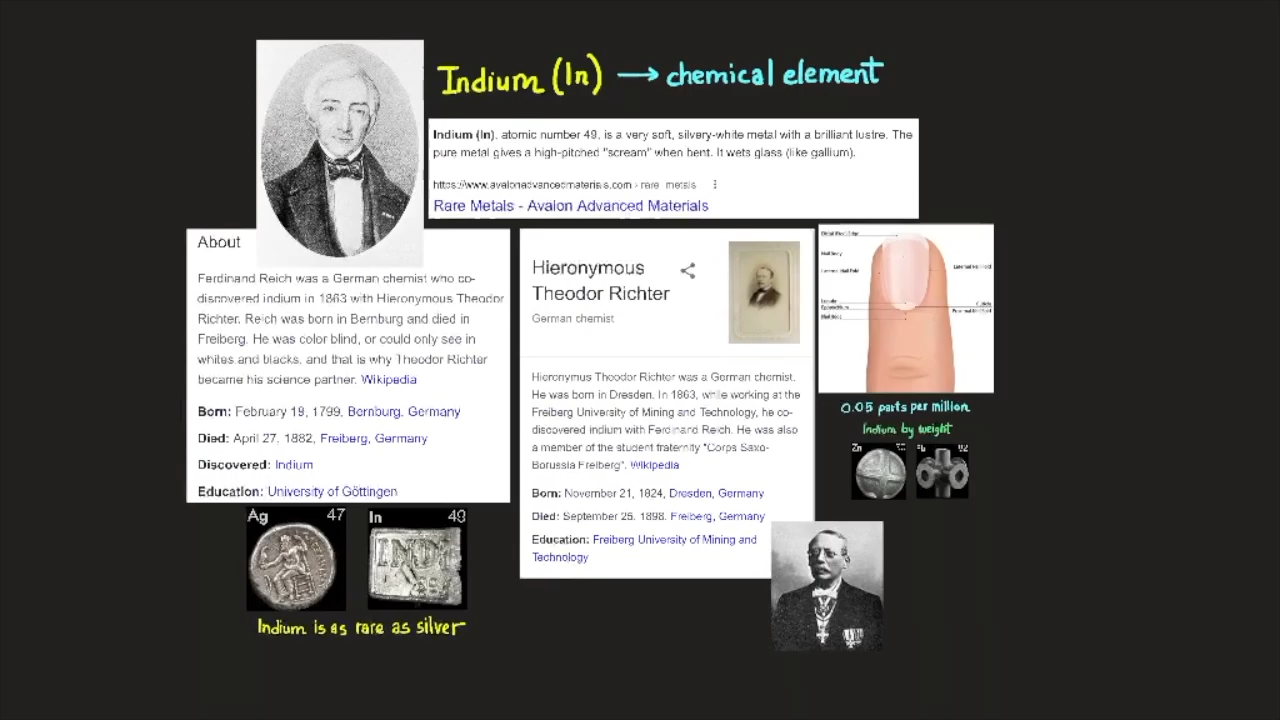 Indium (In) → chemical element
Indium (In), atomic number 49, is a very soft, silvery-white metal with a brilliant lustre. The
pure metal gives a high-pitched "scream" when bent. It wets glass (like gallium).
https://www.avalonadvancedmaterials.com › rare_metals
Rare Metals - Avalon Advanced Materials
About
Ferdinand Reich was a German chemist who co-
discovered indium in 1863 with Hieronymous Theodor
Richter. Reich was born in Bernburg and died in
Freiberg. He was color blind, or could only see in
whites and blacks, and that is why Theodor Richter
became his science partner. Wikipedia
Born: February 19, 1799, Bernburg, Germany
Died: April 27, 1882, Freiberg, Germany
Discovered: Indium
Education: University of Göttingen
Ag 47
In 49
Indium is as rare as silver
Hieronymous
Theodor Richter
German chemist
Hieronymus Theodor Richter was a German chemist.
He was born in Dresden. In 1863, while working at the
Freiberg University of Mining and Technology, he co-
discovered indium with Ferdinand Reich. He was also
a member of the student fraternity "Corps Saxo-
Borussia Freiberg". Wikipedia
Born: November 21, 1824, Dresden, Germany
Died: September 25, 1898, Freiberg, Germany
Education: Freiberg University of Mining and
Technology
Nail Body
0.05 parts per million
Indium by weight
Zn
82